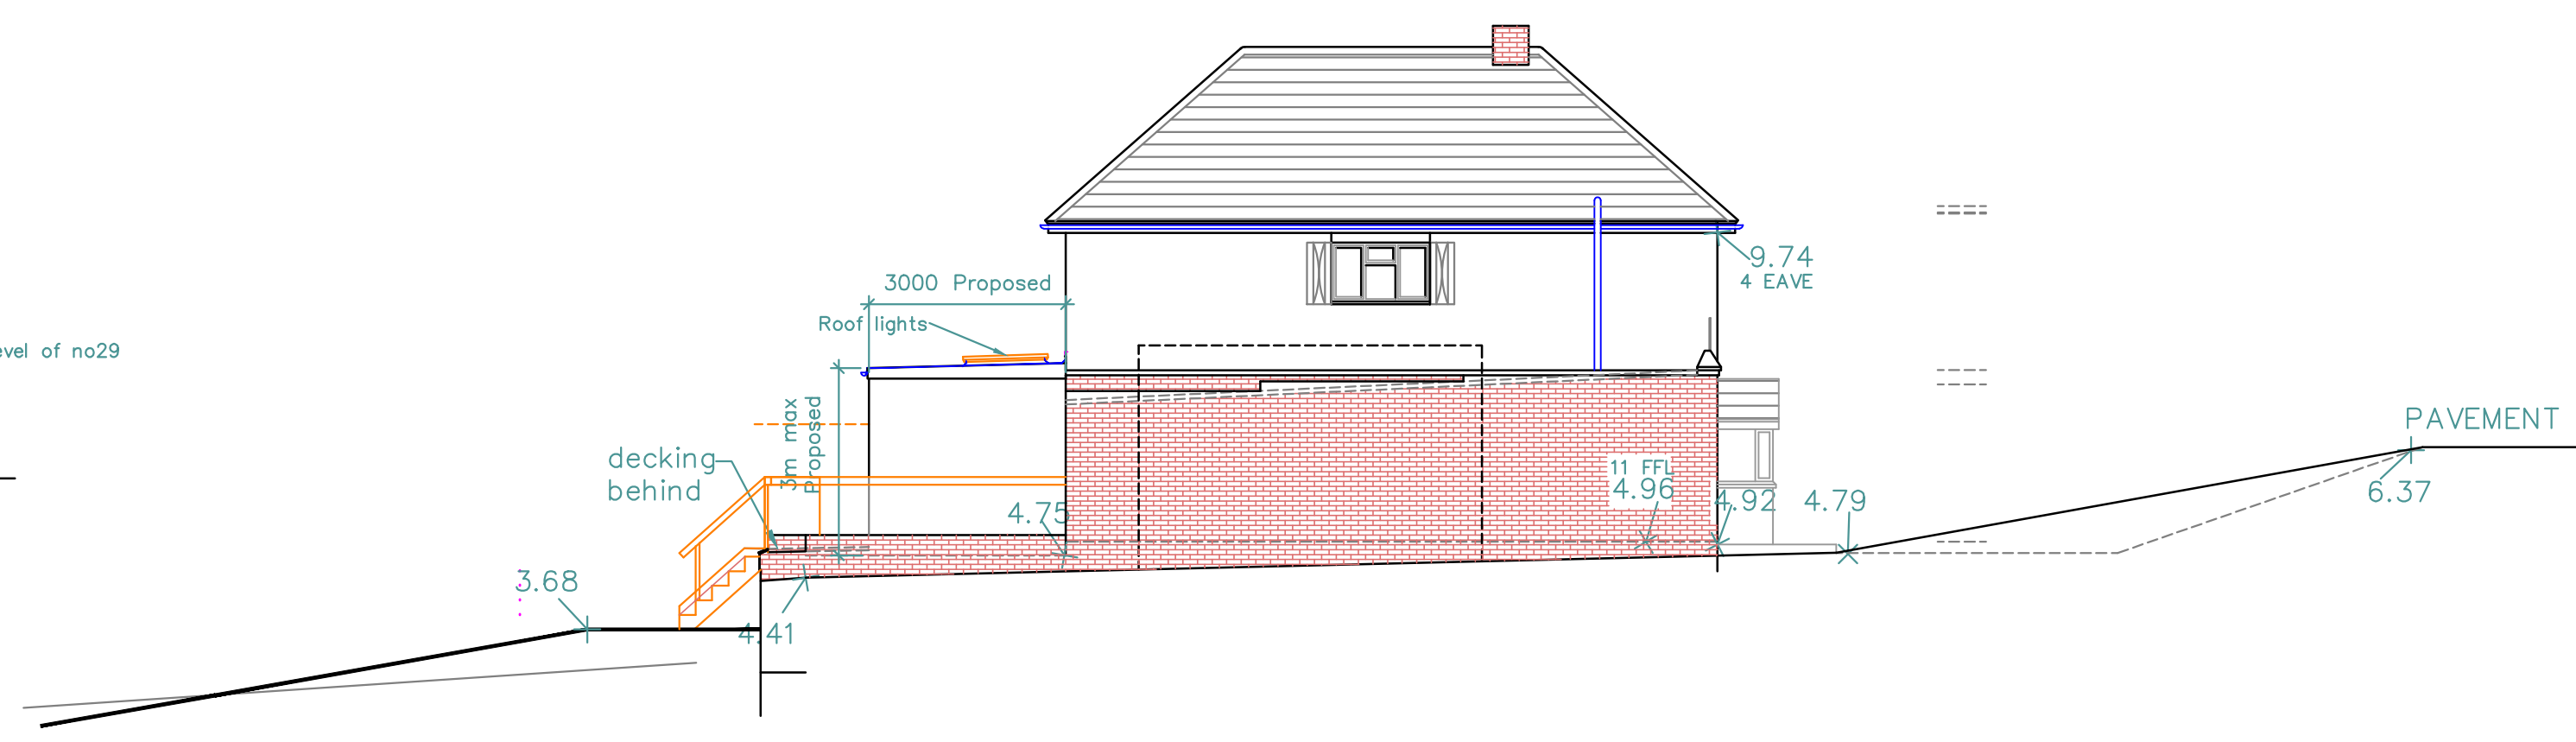 9.74
4 EAVE
3000 Proposed
Roof lights
evel of no29
3m max
Proposed
PAVEMENT
decking
behind
11 FFL
4.96
4.75
4.92
4.79
6.37
3.68
4.41